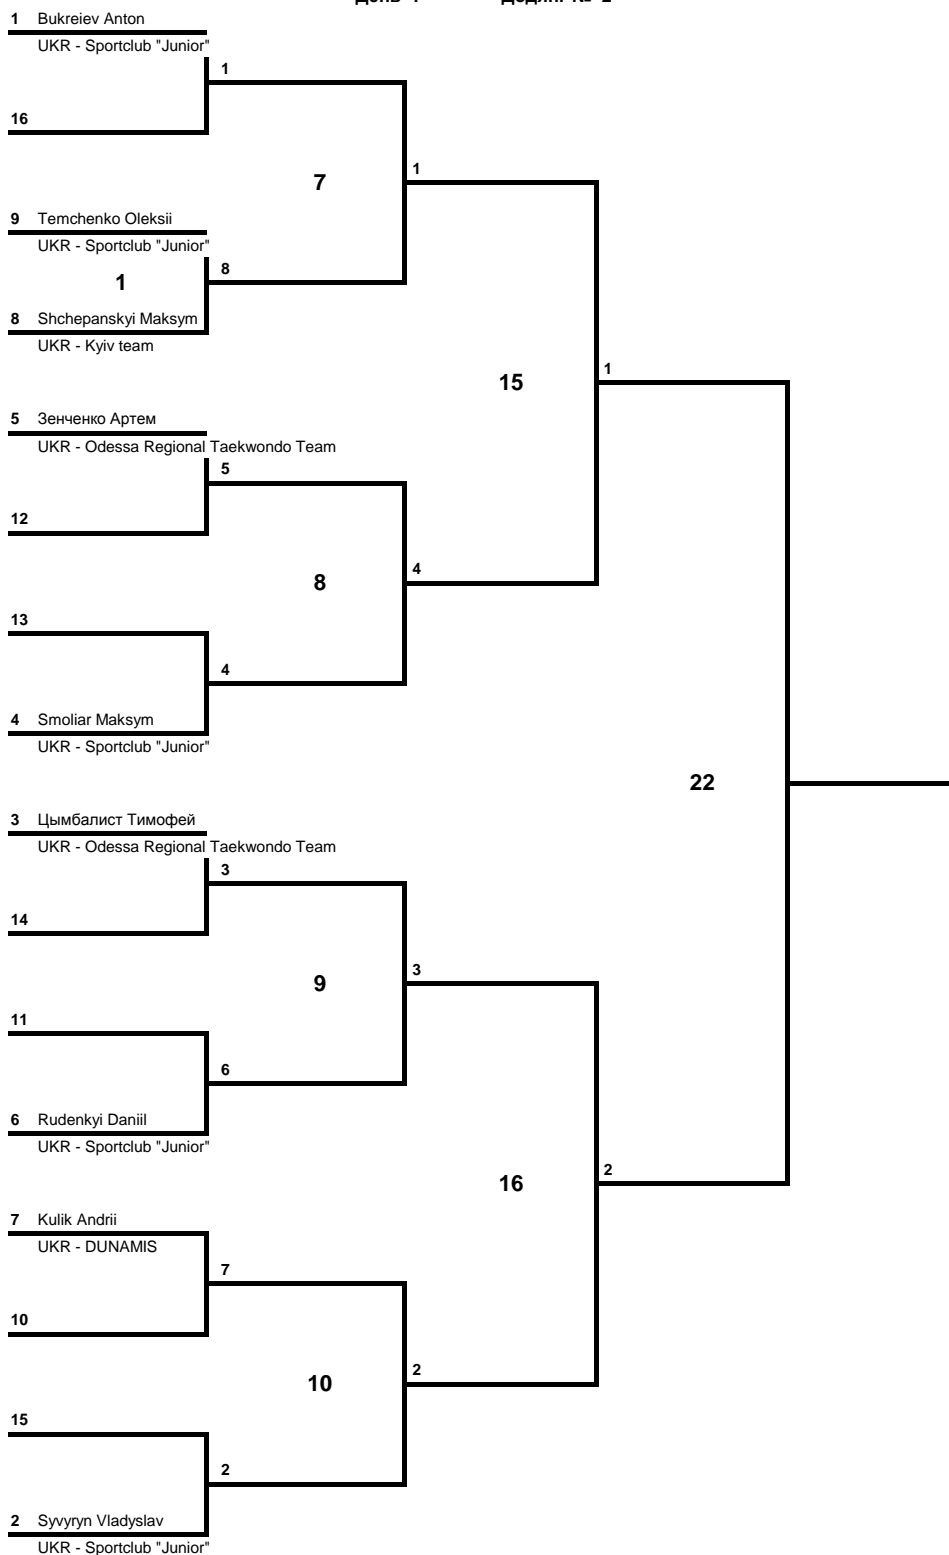 1 Bukreiev Anton
UKR - Sportclub "Junior"
1
16
7
1
9 Temchenko Oleksii
UKR - Sportclub "Junior"
1
8
8 Shchepanskyi Maksym
UKR - Kyiv team
15
1
5 Зенченко Артем
UKR - Odessa Regional Taekwondo Team
5
12
8
4
13
4
4 Smoliar Maksym
UKR - Sportclub "Junior"
22
3 Цымбалист Тимофей
UKR - Odessa Regional Taekwondo Team
3
14
9
3
11
6
6 Rudenkyi Daniil
UKR - Sportclub "Junior"
16
2
7 Kulik Andrii
UKR - DUNAMIS
7
10
10
2
15
2
2 Syvyryn Vladyslav
UKR - Sportclub "Junior"